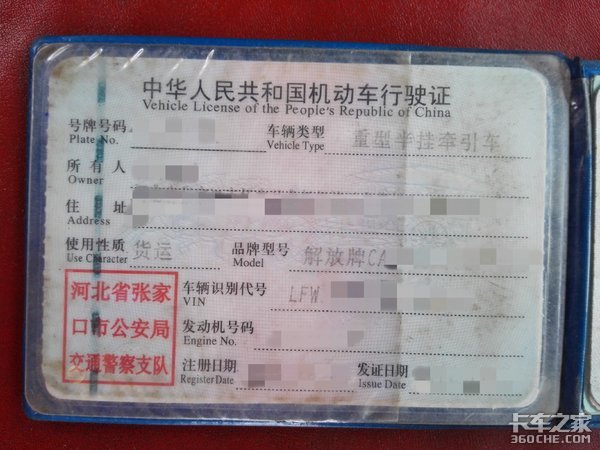 中华人民共和国机动车行驶证
Vehicle License of the People's Republic of China
号牌号码 车辆类型 重型半挂牵引车
Plate No. Vehicle Type
所有人
Owner
住址
Address
使用性质 货运 品牌型号 解放牌CA
Use Character Model
河北省张家
口市公安局
交通警察支队
车辆识别代号 LFW
VIN
发动机号码
Engine No.
注册日期 发证日期
Register Date Issue Date
卡车之家
360CHE.COM